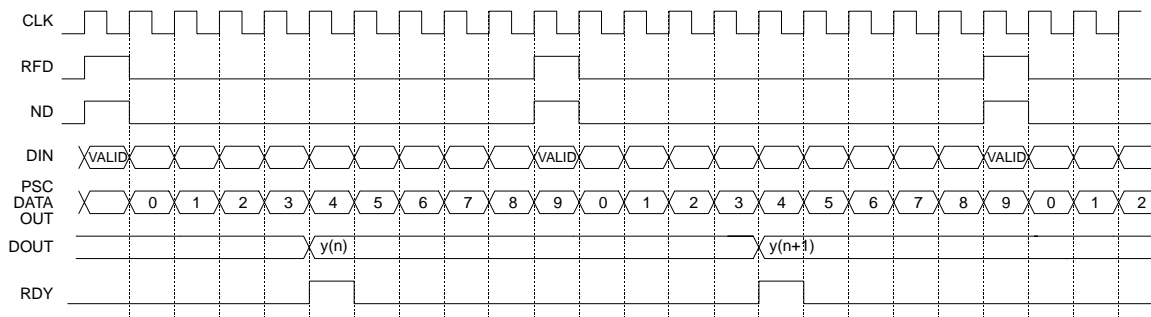 CLK
RFD
ND
DIN VALID VALID VALID
PSC
DATA
OUT
0 1 2 3 4 5 6 7 8 9 0 1 2 3 4 5 6 7 8 9 0 1 2
DOUT y(n) y(n+1)
RDY